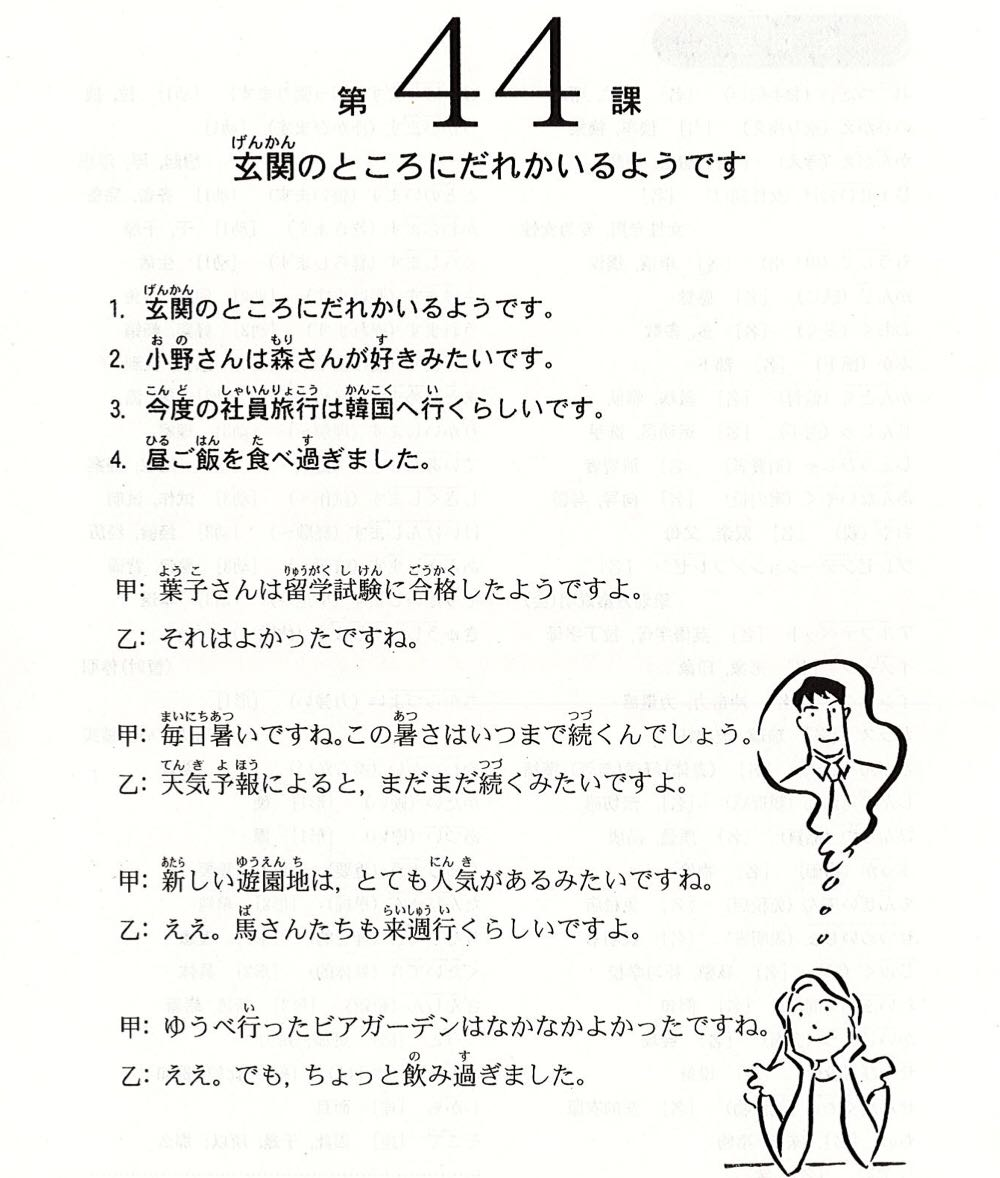 第44課
玄関のところにだれかいるようです
1. 玄関のところにだれかいるようです。
2. 小野さんは森さんが好きみたいです。
3. 今度の社員旅行は韓国へ行くらしいです。
4. 昼ご飯を食べ過ぎました。
甲: 葉子さんは留学試験に合格したようですよ。
乙: それはよかったですね。
甲: 毎日暑いですね。この暑さはいつまで続くんでしょう。
乙: 天気予報によると, まだまだ続くみたいですよ。
甲: 新しい遊園地は, とても人気があるみたいですね。
乙: ええ。馬さんたちも来週行くらしいですよ。
甲: ゆうべ行ったビアガーデンはなかなかよかったですね。
乙: ええ。でも, ちょっと飲み過ぎました。